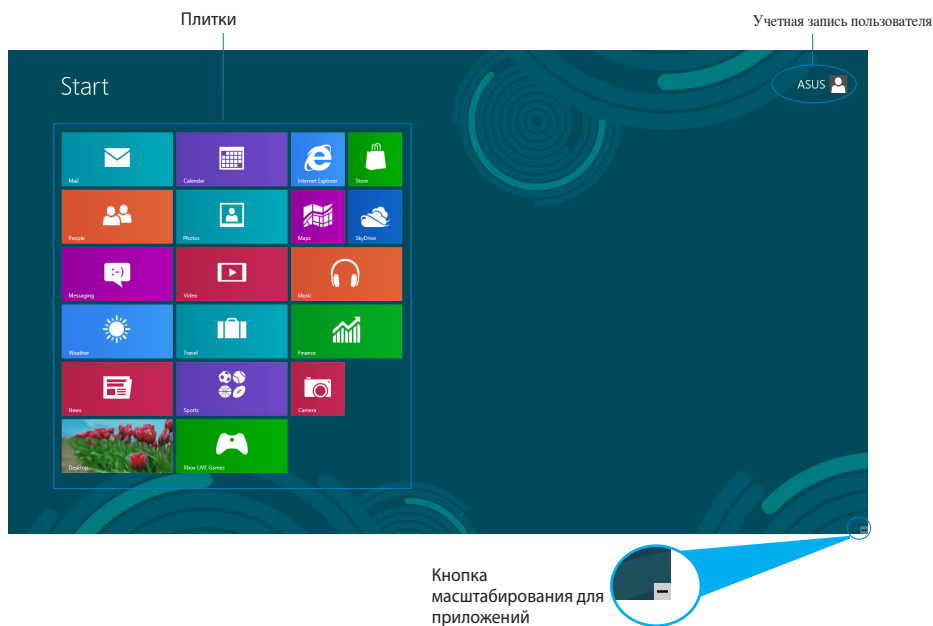 Плитки
Учетная запись пользователя
Start
ASUS
Mail
Calendar
Internet Explorer
Store
People
Photos
Maps
SkyDrive
Messaging
Video
Music
Weather
Travel
Finance
News
Sports
Camera
Desktop
Xbox LIVE Games
Кнопка
масштабирования для
приложений